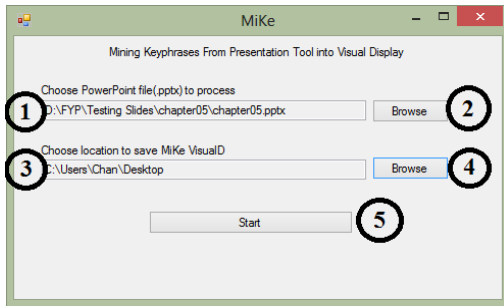 MiKe
Mining Keyphrases From Presentation Tool into Visual Display
Choose PowerPoint file(.pptx) to process
1 D:\FYP\Testing Slides\chapter05\chapter05.pptx Browse 2
Choose location to save MiKe VisualD
3 C:\Users\Chan\Desktop Browse 4
Start 5